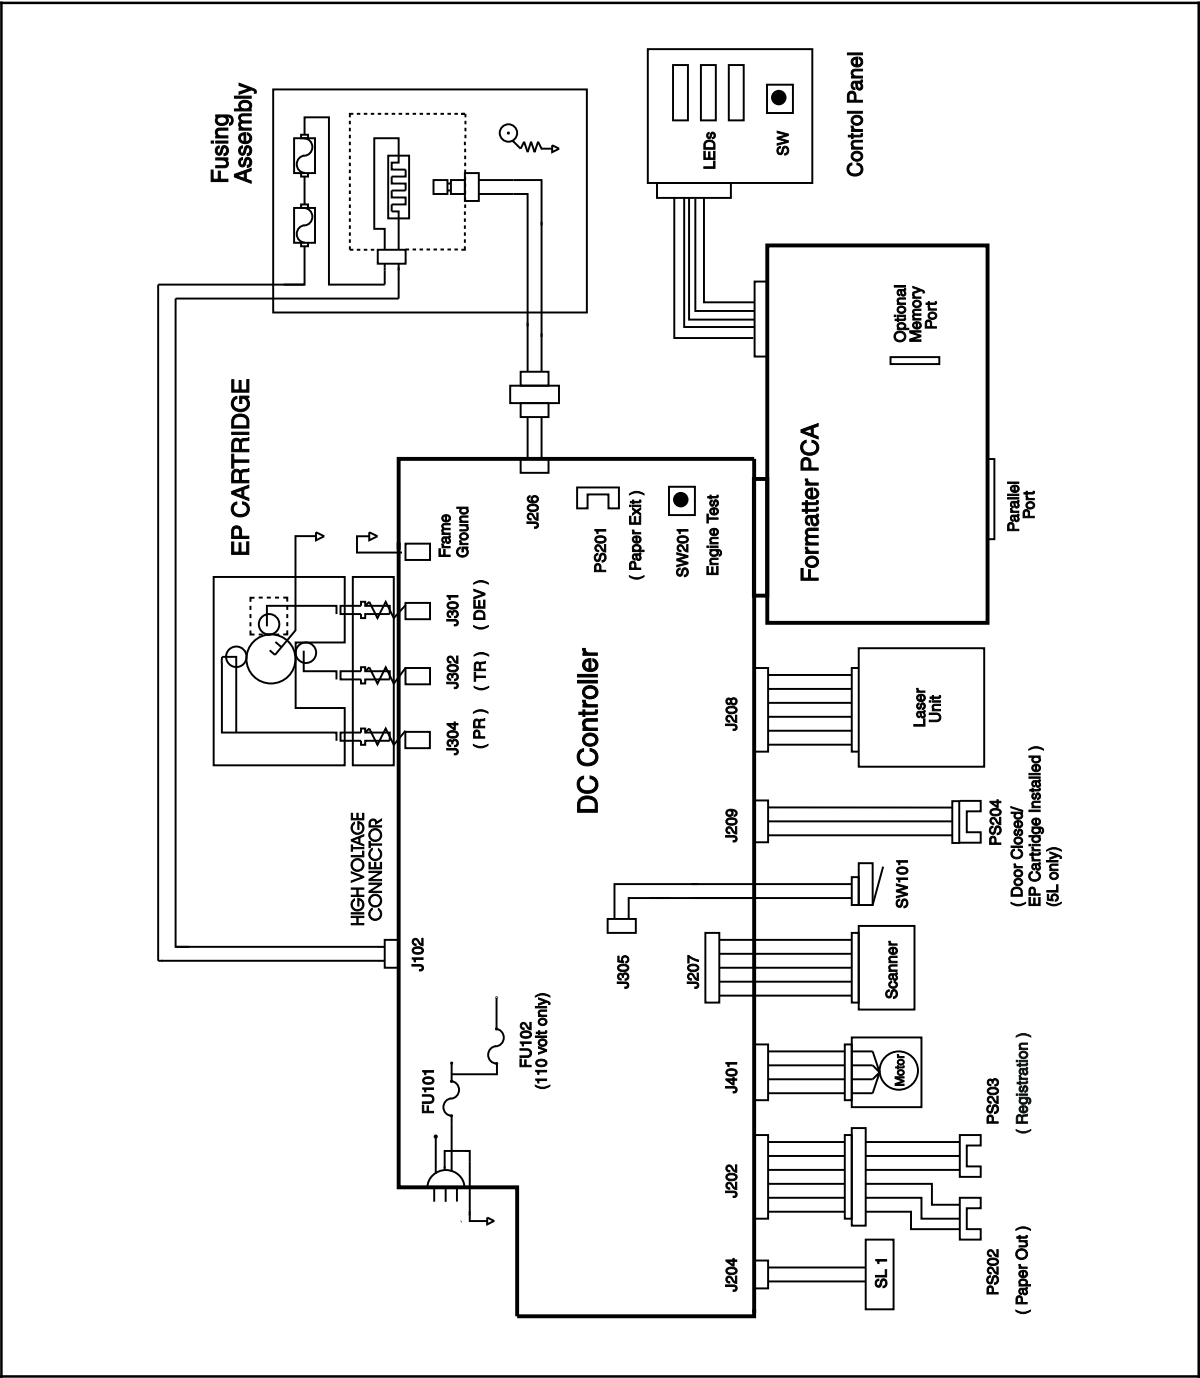 Fusing
Assembly
LEDs
SW
Control Panel
EP CARTRIDGE
Optional
Memory
Port
Formatter PCA
Parallel
Port
J206
PS201
( Paper Exit )
SW201
Engine Test
Frame
Ground
J301
( DEV )
J302
( TR )
J304
( PR )
DC Controller
HIGH VOLTAGE
CONNECTOR
J102
J208
Laser
Unit
J209
PS204
( Door Closed/
EP Cartridge Installed )
(5L only)
SW101
J305
J207
Scanner
FU101
FU102
(110 volt only)
J401
Motor
PS203
( Registration )
J202
PS202
( Paper Out )
J204
SL 1